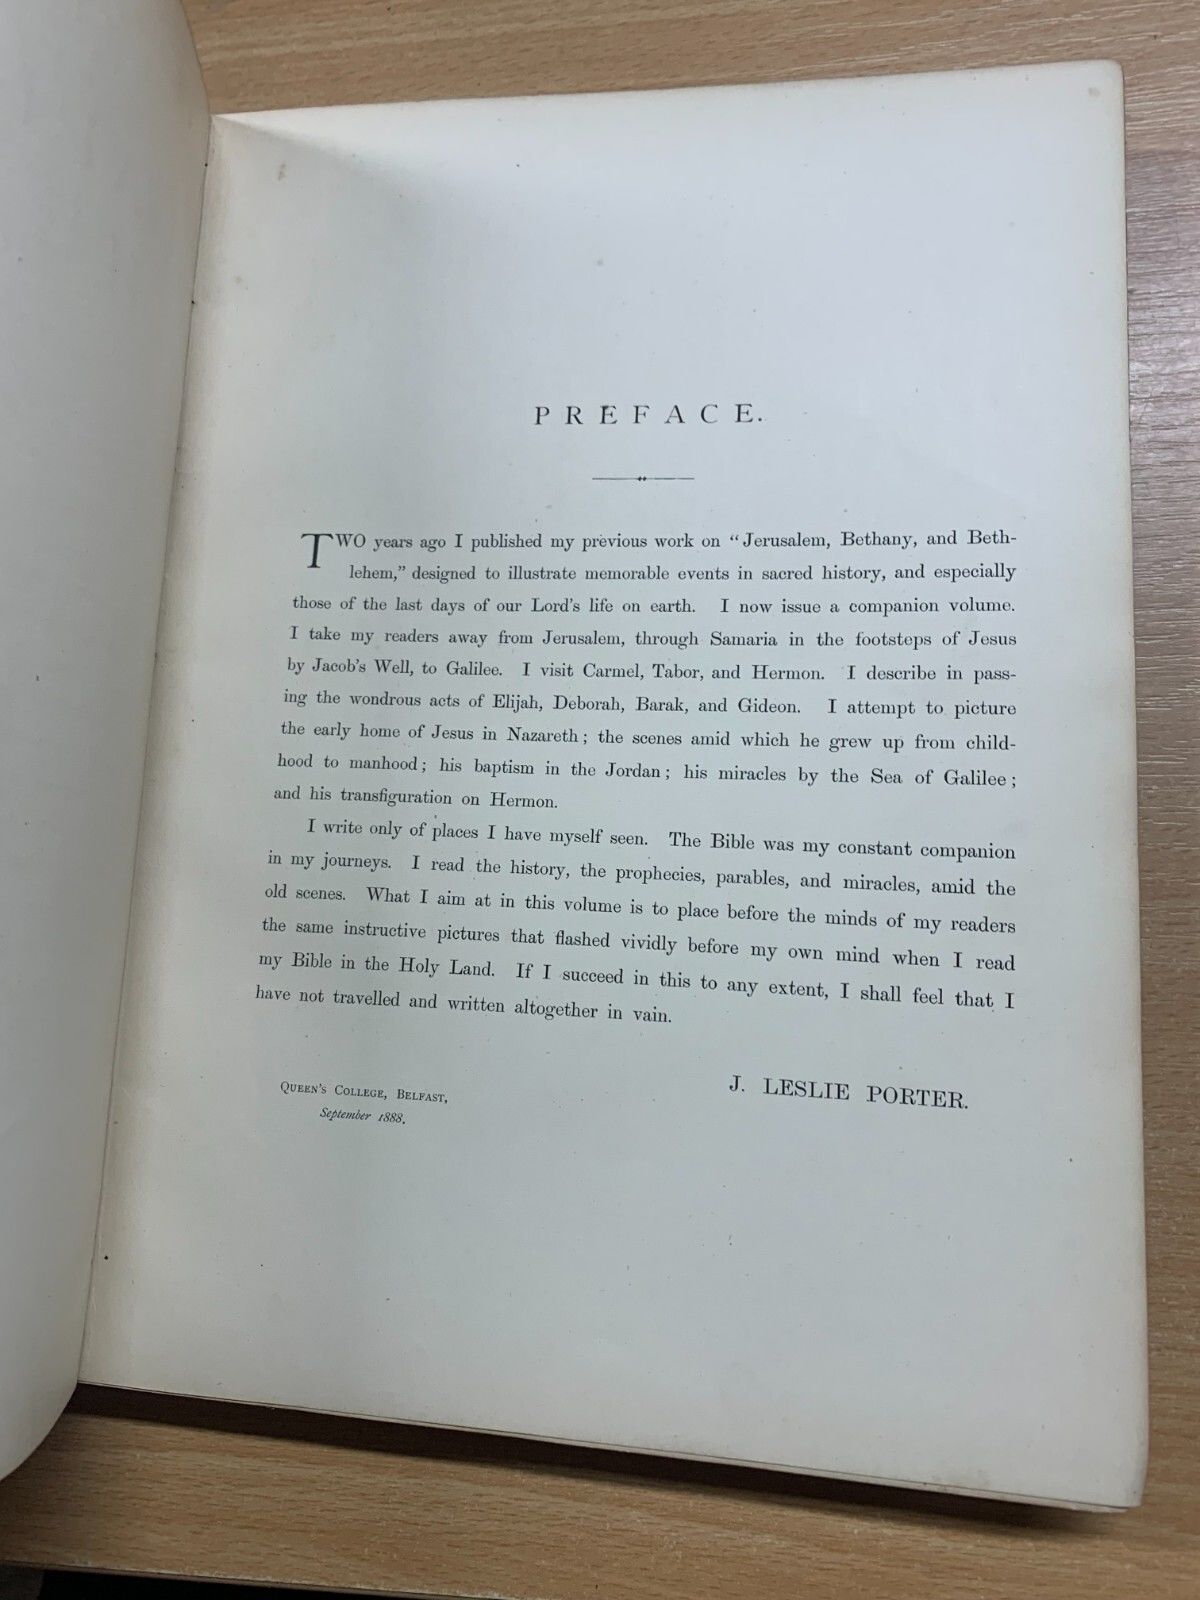 PREFACE.
TWO years ago I published my previous work on "Jerusalem, Bethany, and Beth-
lehem," designed to illustrate memorable events in sacred history, and especially
those of the last days of our Lord's life on earth. I now issue a companion volume.
I take my readers away from Jerusalem, through Samaria in the footsteps of Jesus
by Jacob's Well, to Galilee. I visit Carmel, Tabor, and Hermon. I describe in pass-
ing the wondrous acts of Elijah, Deborah, Barak, and Gideon. I attempt to picture
the early home of Jesus in Nazareth; the scenes amid which he grew up from child-
hood to manhood; his baptism in the Jordan; his miracles by the Sea of Galilee;
and his transfiguration on Hermon.
I write only of places I have myself seen. The Bible was my constant companion
in my journeys. I read the history, the prophecies, parables, and miracles, amid the
old scenes. What I aim at in this volume is to place before the minds of my readers
the same instructive pictures that flashed vividly before my own mind when I read
my Bible in the Holy Land. If I succeed in this to any extent, I shall feel that I
have not travelled and written altogether in vain.
J. LESLIE PORTER.
QUEEN'S COLLEGE, BELFAST,
September 1888.